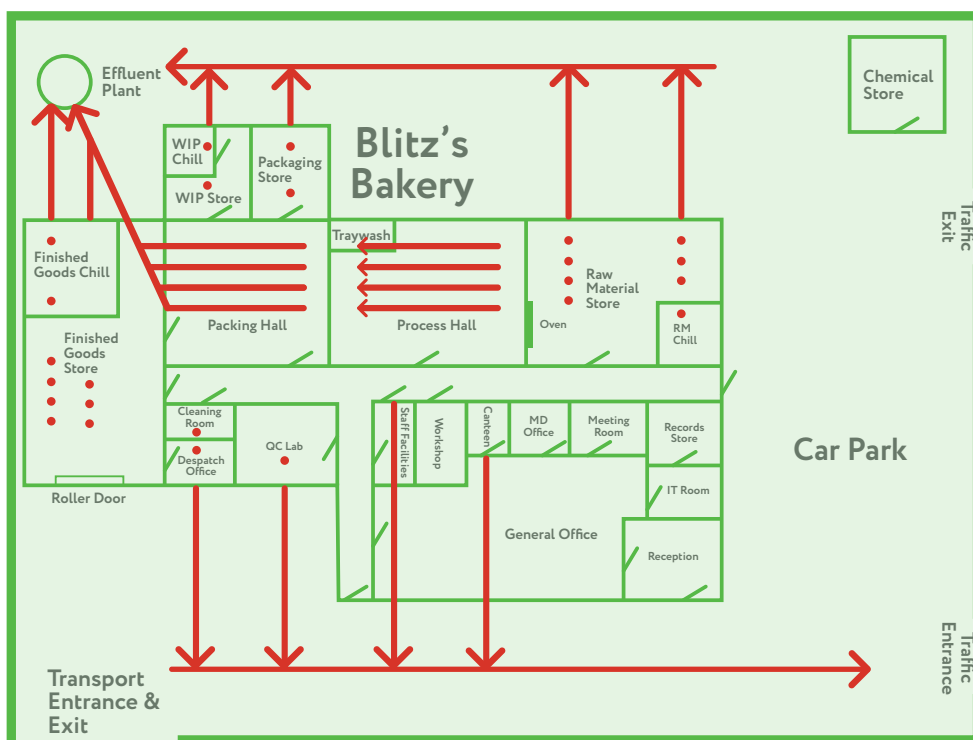 Effluent
Plant
Chemical
Store
Blitz's
Bakery
WIP
Chill
WIP Store
Packaging
Store
Traffic
Exit
Traywash
Finished
Goods Chill
Packing Hall
Process Hall
Raw
Material
Store
Oven
RM
Chill
Finished
Goods
Store
Cleaning
Room
Despatch
Office
QC Lab
Staff Facilities
Workshop
Canteen
MD
Office
Meeting
Room
Records
Store
Car Park
IT Room
Roller Door
General Office
Reception
Traffic
Entrance
Transport
Entrance &
Exit